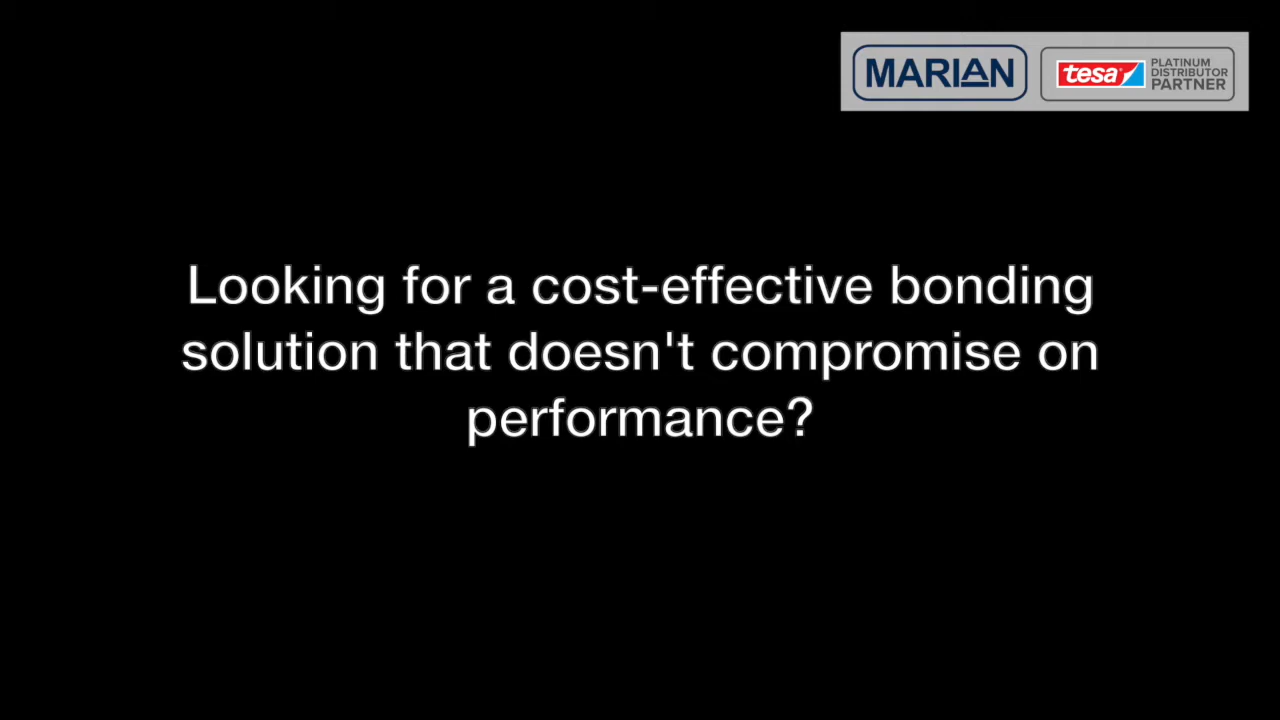 MARIAN
tesa
PLATINUM
DISTRIBUTOR
PARTNER
Looking for a cost-effective bonding
solution that doesn't compromise on
performance?